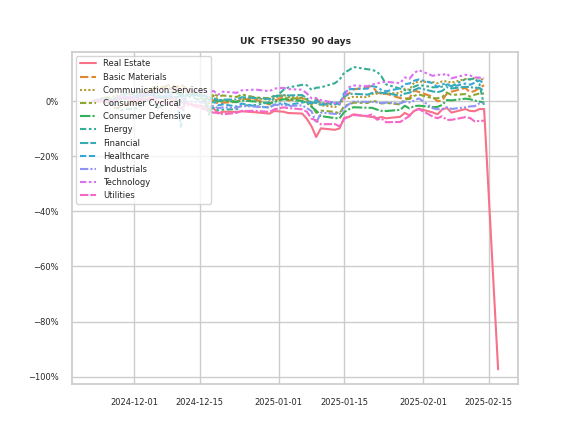 UK  FTSE350  90 days
Real Estate
Basic Materials
Communication Services
Consumer Cyclical
Consumer Defensive
Energy
Financial
Healthcare
Industrials
Technology
Utilities
0%
−20%
−40%
−60%
−80%
−100%
2024-12-01 2024-12-15 2025-01-01 2025-01-15 2025-02-01 2025-02-15